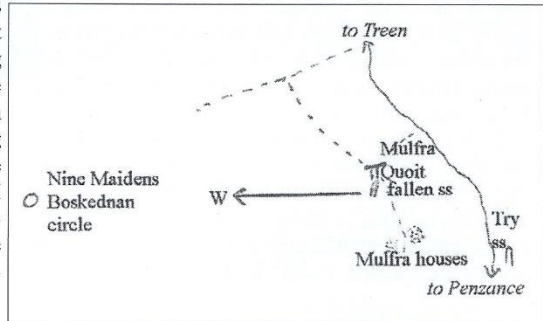 to Treen
Mulfra
Quoit
fallen ss
Nine Maidens
Boskednan
circle
W
Try
ss
Mulfra houses
to Penzance